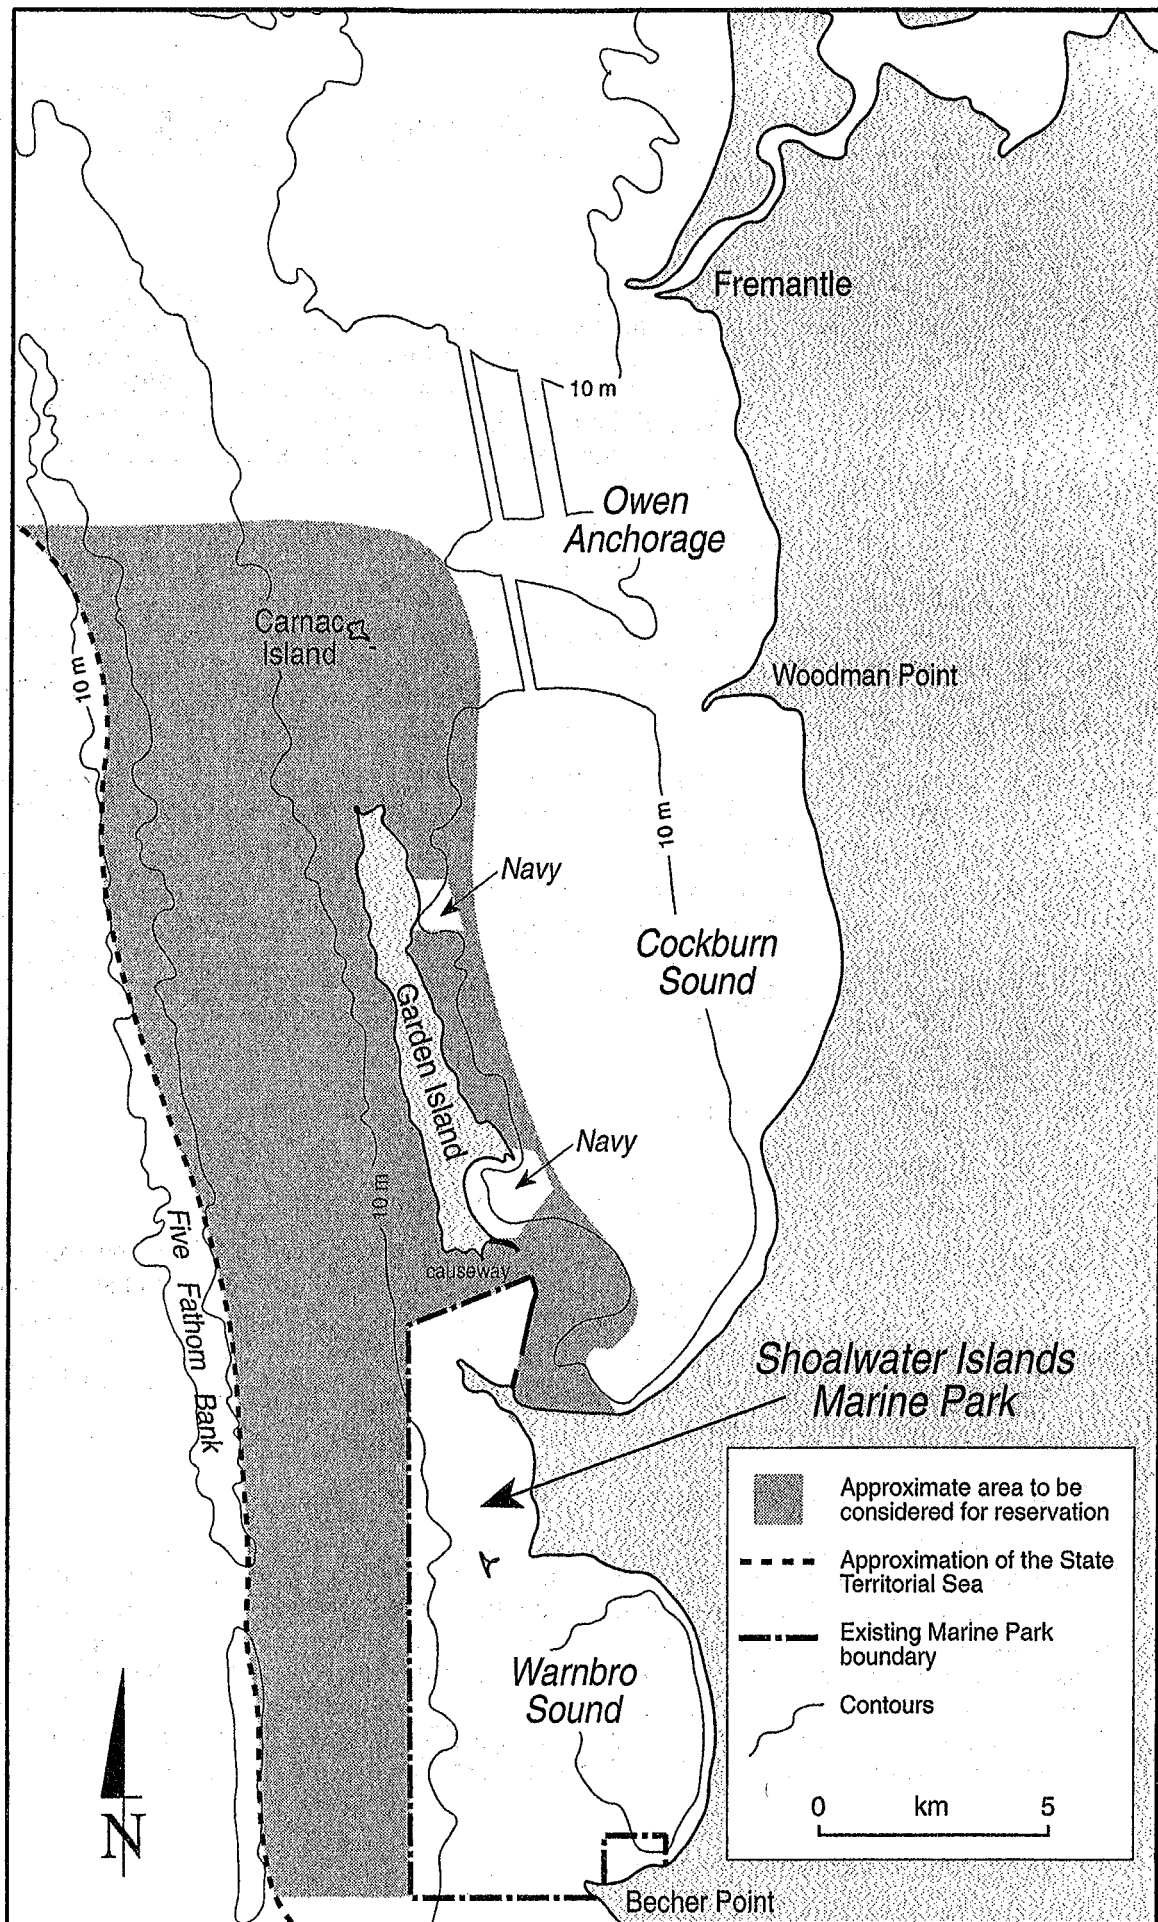 Fremantle
10 m
Owen
Anchorage
Carnac
Island
10 m
Woodman Point
10 m
Navy
Cockburn
Sound
Garden Island
Navy
10 m
Five Fathom Bank
causeway
Shoalwater Islands
Marine Park
Approximate area to be
considered for reservation
Approximation of the State
Territorial Sea
Existing Marine Park
boundary
Contours
0 km 5
Warnbro
Sound
N
Becher Point